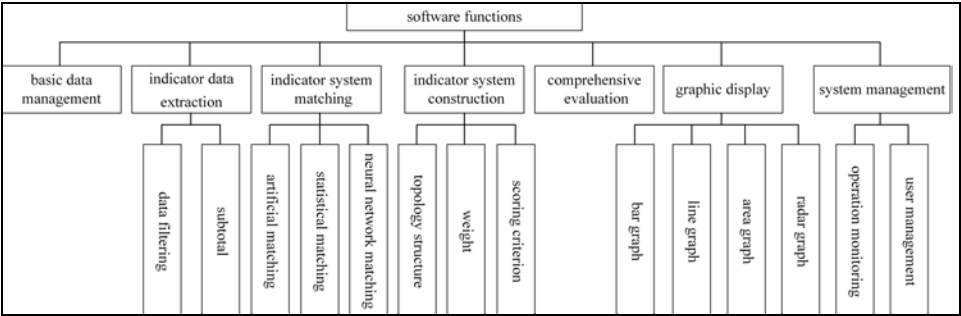 software functions
basic data
management
indicator data
extraction
indicator system
matching
indicator system
construction
comprehensive
evaluation
graphic display
system management
data filtering
subtotal
artificial matching
statistical matching
neural network matching
topology structure
weight
scoring criterion
bar graph
line graph
area graph
radar graph
operation monitoring
user management